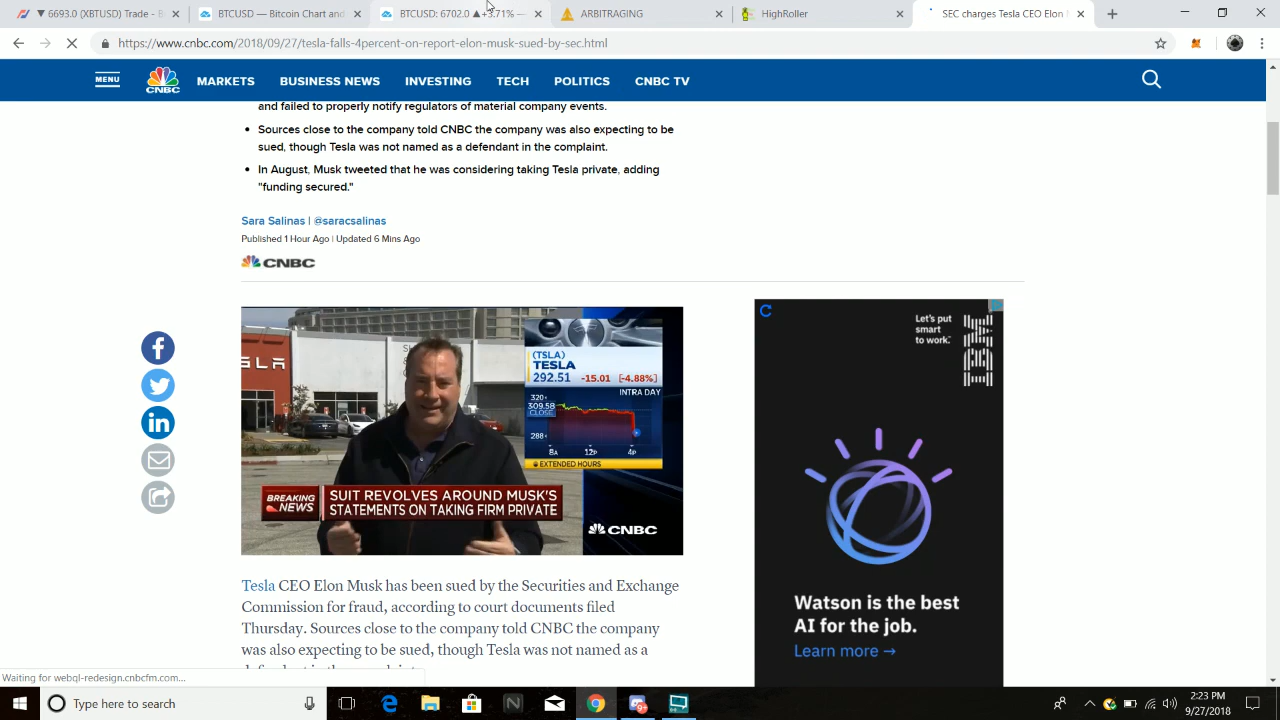 6693.0 (XBTUSD) Trade - B
BTCUSD - Bitcoin Chart and
BTCUSD: 6702.0 ▲+3.71% —
ARBITRAGING
HighRoller
SEC charges Tesla CEO Elon
https://www.cnbc.com/2018/09/27/tesla-falls-4percent-on-report-elon-musk-sued-by-sec.html
MENU
CNBC
MARKETS
BUSINESS NEWS
INVESTING
TECH
POLITICS
CNBC TV
and failed to properly notify regulators of material company events.
• Sources close to the company told CNBC the company was also expecting to be
sued, though Tesla was not named as a defendant in the complaint.
• In August, Musk tweeted that he was considering taking Tesla private, adding
"funding secured."
Sara Salinas | @saracsalinas
Published 1 Hour Ago | Updated 6 Mins Ago
CNBC
SLA
(TSLA)
TESLA
292.51 -15.01 [-4.88%]
INTRA DAY
320
309.58
CLOSE
288
8A 12P 4P
EXTENDED HOURS
BREAKING
NEWS
SUIT REVOLVES AROUND MUSK'S
STATEMENTS ON TAKING FIRM PRIVATE
CNBC
Let's put
smart
to work.
IBM
Watson is the best
AI for the job.
Learn more →
Tesla CEO Elon Musk has been sued by the Securities and Exchange
Commission for fraud, according to court documents filed
Thursday. Sources close to the company told CNBC the company
was also expecting to be sued, though Tesla was not named as a
Waiting for webql-redesign.cnbcfm.com...
Type here to search
2:23 PM
9/27/2018